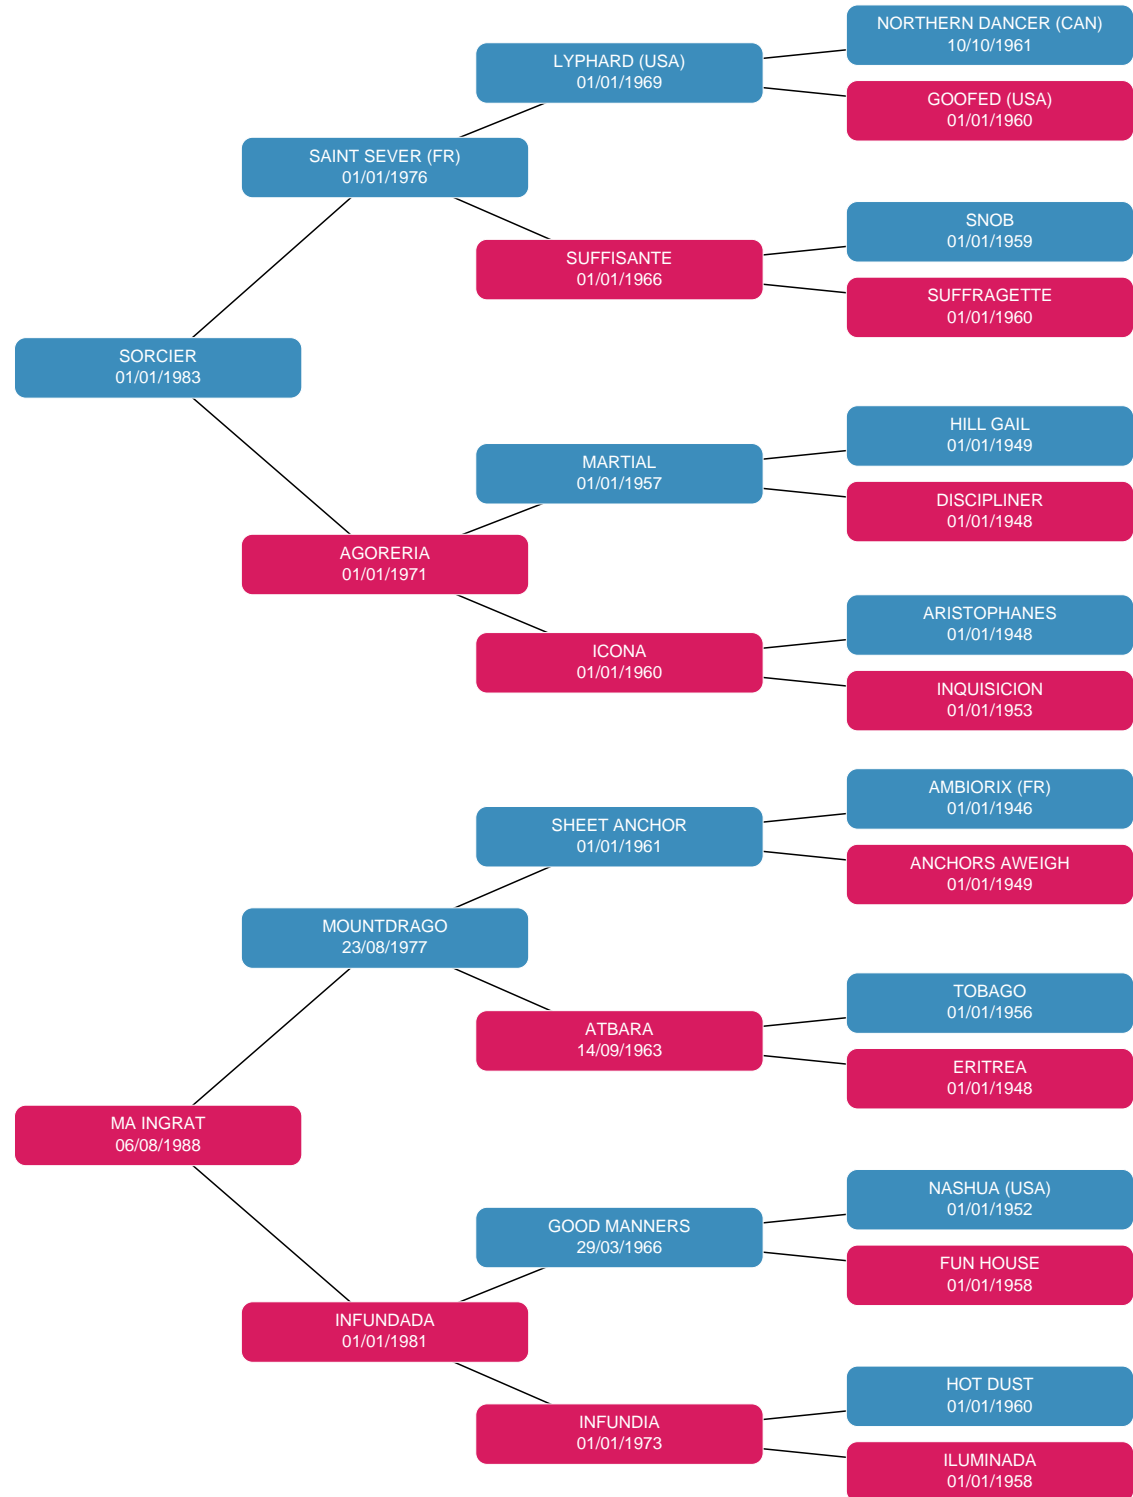 NORTHERN DANCER (CAN)
10/10/1961
LYPHARD (USA)
01/01/1969
GOOFED (USA)
01/01/1960
SAINT SEVER (FR)
01/01/1976
SNOB
01/01/1959
SUFFISANTE
01/01/1966
SUFFRAGETTE
01/01/1960
SORCIER
01/01/1983
HILL GAIL
01/01/1949
MARTIAL
01/01/1957
DISCIPLINER
01/01/1948
AGORERIA
01/01/1971
ARISTOPHANES
01/01/1948
ICONA
01/01/1960
INQUISICION
01/01/1953
AMBIORIX (FR)
01/01/1946
SHEET ANCHOR
01/01/1961
ANCHORS AWEIGH
01/01/1949
MOUNTDRAGO
23/08/1977
TOBAGO
01/01/1956
ATBARA
14/09/1963
ERITREA
01/01/1948
MA INGRAT
06/08/1988
NASHUA (USA)
01/01/1952
GOOD MANNERS
29/03/1966
FUN HOUSE
01/01/1958
INFUNDADA
01/01/1981
HOT DUST
01/01/1960
INFUNDIA
01/01/1973
ILUMINADA
01/01/1958